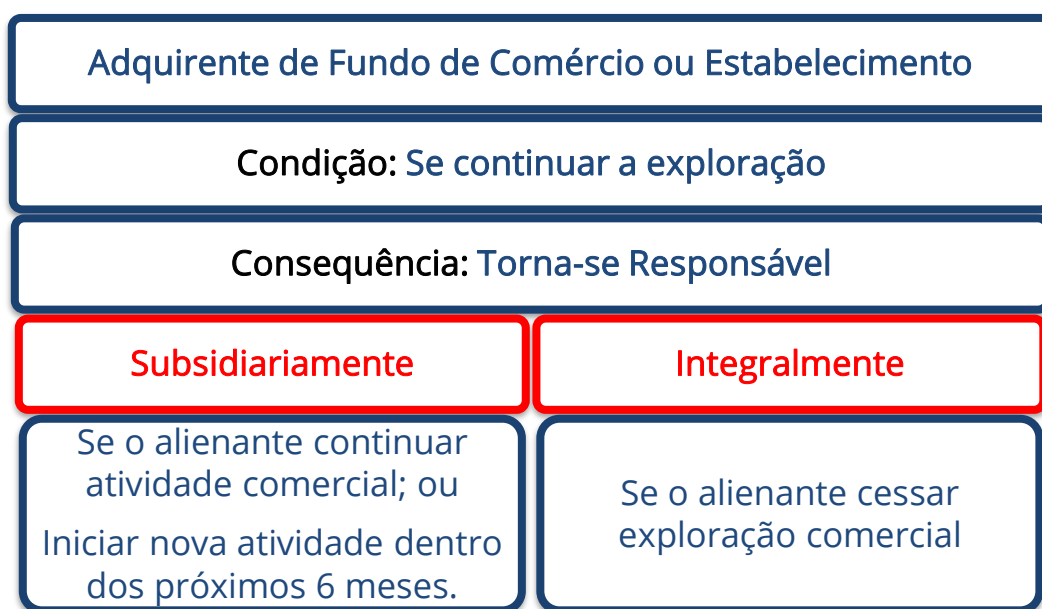 Adquirente de Fundo de Comércio ou Estabelecimento
Condição: Se continuar a exploração
Consequência: Torna-se Responsável
Subsidiariamente
Integralmente
Se o alienante continuar
atividade comercial; ou
Iniciar nova atividade dentro
dos próximos 6 meses.
Se o alienante cessar
exploração comercial